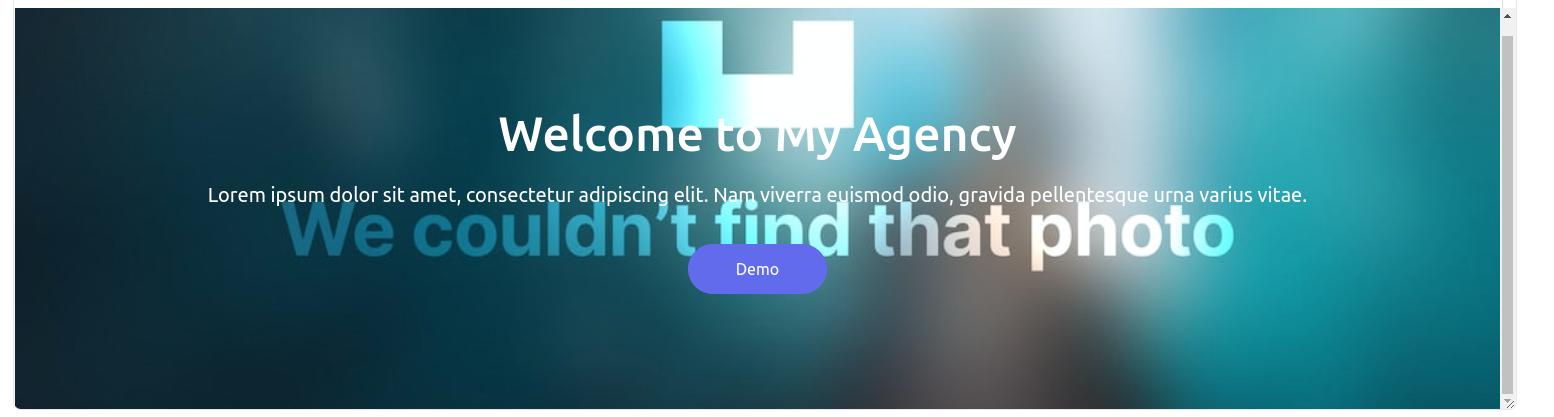 Welcome to My Agency
Lorem ipsum dolor sit amet, consectetur adipiscing elit. Nam viverra euismod odio, gravida pellentesque urna varius vitae.
We couldn’t find that photo
Demo